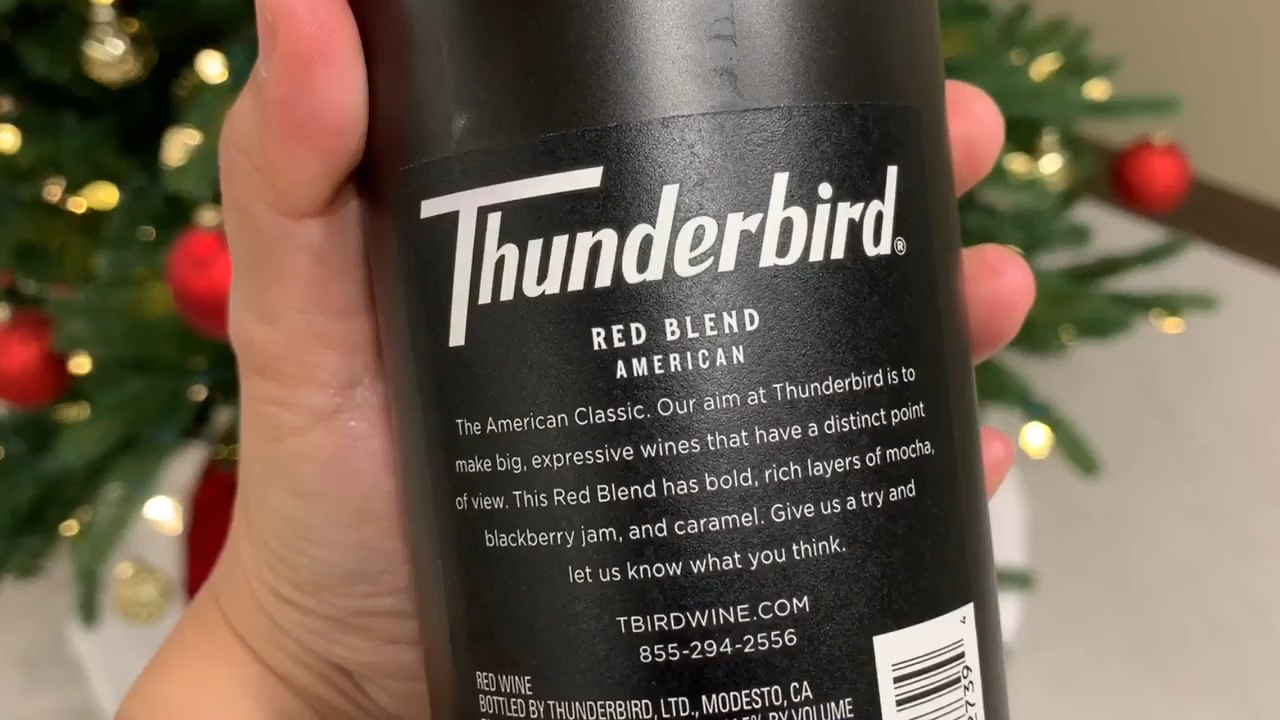 Thunderbird®
RED BLEND
AMERICAN
The American Classic. Our aim at Thunderbird is to
make big, expressive wines that have a distinct point
of view. This Red Blend has bold, rich layers of mocha,
blackberry jam, and caramel. Give us a try and
let us know what you think.
TBIRDWINE.COM
855-294-2556
RED WINE
BOTTLED BY THUNDERBIRD, LTD., MODESTO, CA
BY VOLUME
4